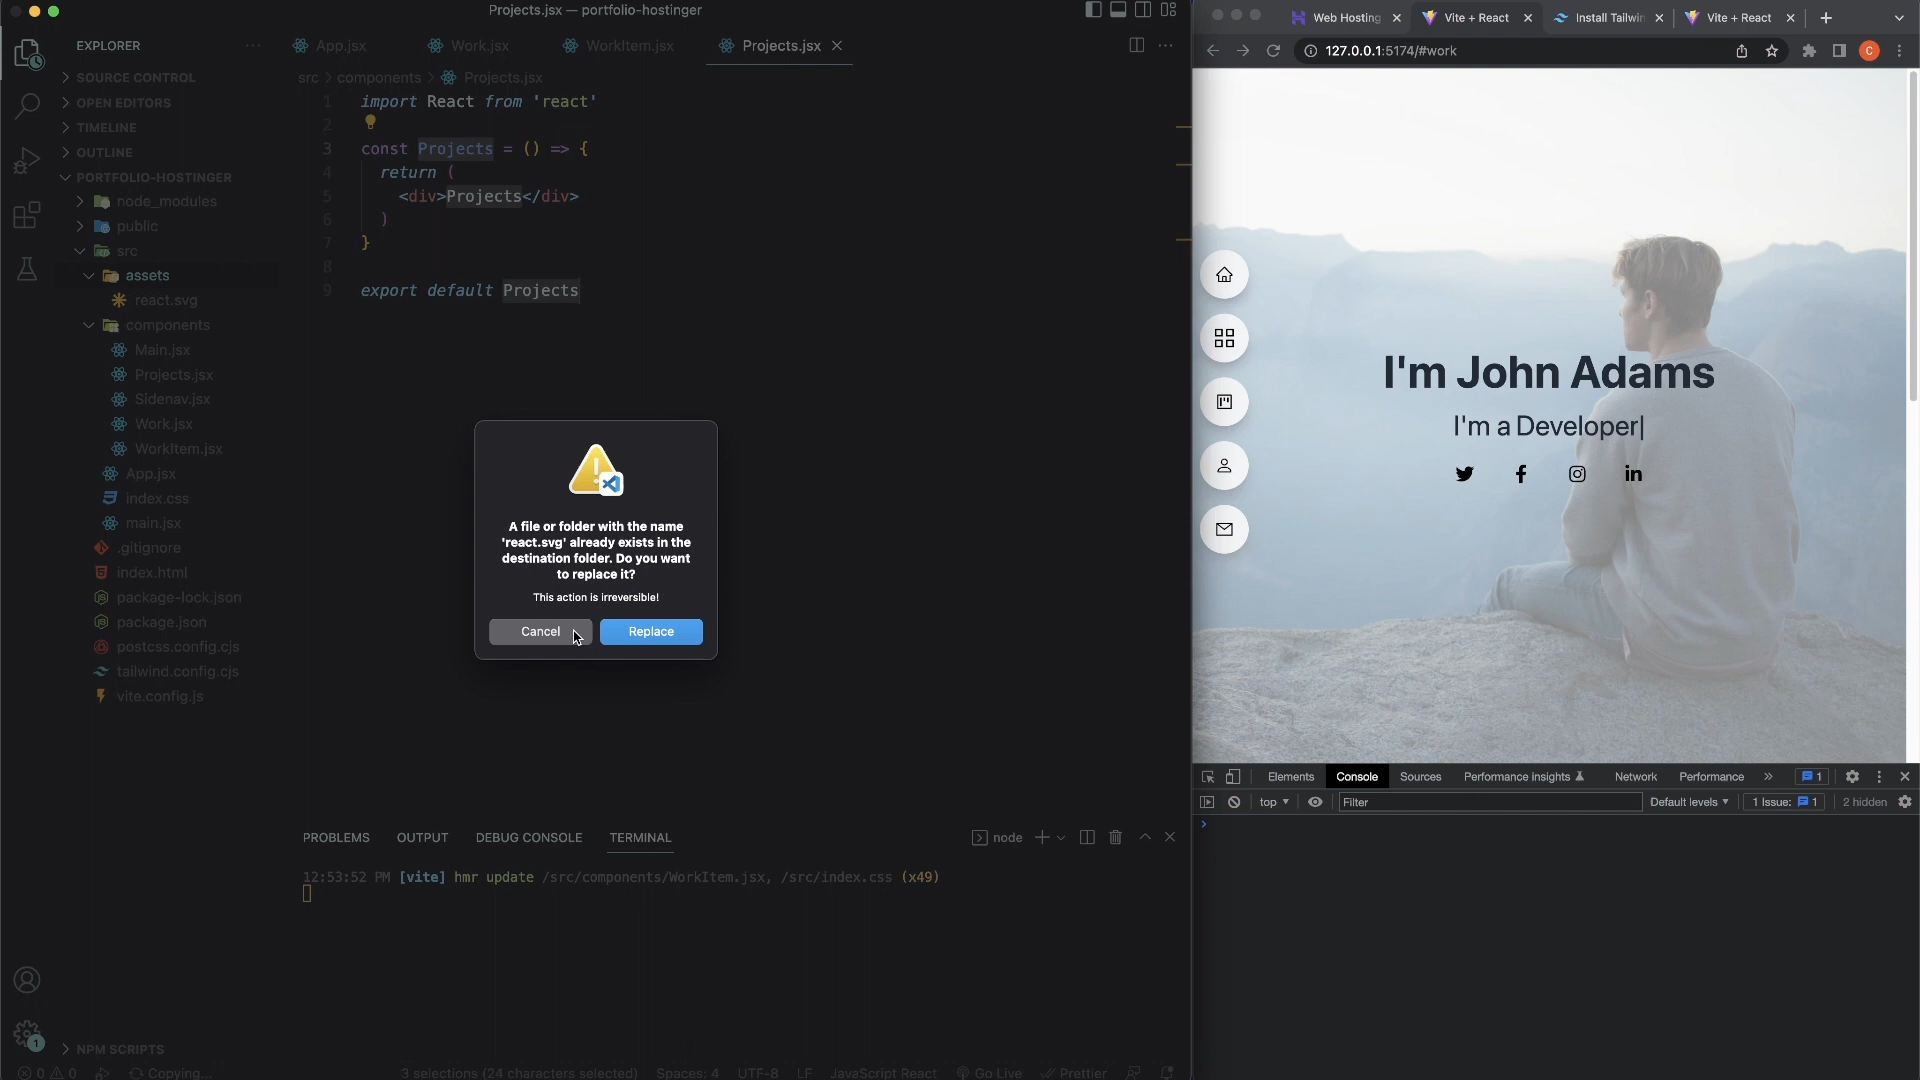 Projects.jsx — portfolio-hostinger
EXPLORER
SOURCE CONTROL
OPEN EDITORS
TIMELINE
OUTLINE
PORTFOLIO-HOSTINGER
node_modules
public
src
assets
react.svg
components
Main.jsx
Projects.jsx
Sidenav.jsx
Work.jsx
WorkItem.jsx
App.jsx
index.css
main.jsx
.gitignore
index.html
package-lock.json
package.json
postcss.config.cjs
tailwind.config.cjs
vite.config.js
NPM SCRIPTS
1
App.jsx
Work.jsx
WorkItem.jsx
Projects.jsx
src > components > Projects.jsx
1 import React from 'react'
2
3 const Projects = () => {
4 return (
5 <div>Projects</div>
6 )
7 }
8
9 export default Projects
A file or folder with the name
'react.svg' already exists in the
destination folder. Do you want
to replace it?
This action is irreversible!
Cancel
Replace
PROBLEMS OUTPUT DEBUG CONSOLE TERMINAL
node
12:53:52 PM [vite] hmr update /src/components/WorkItem.jsx, /src/index.css (x49)
0 0 Copying... 3 selections (24 characters selected) Spaces: 4 UTF-8 LF JavaScript React Go Live Prettier
Web Hosting
Vite + React
Install Tailwin
Vite + React
127.0.0.1:5174/#work
C
I'm John Adams
I'm a Developer|
Elements Console Sources Performance insights Network Performance » 1
top Filter Default levels 1 Issue: 1 2 hidden